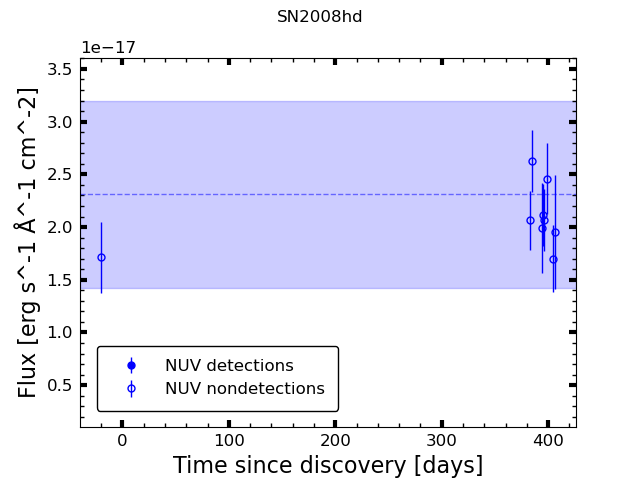 SN2008hd
1e−17
3.5
3.0
2.5
2.0
1.5
1.0
0.5
Flux [erg s^-1 Å^-1 cm^-2]
NUV detections
NUV nondetections
0 100 200 300 400
Time since discovery [days]